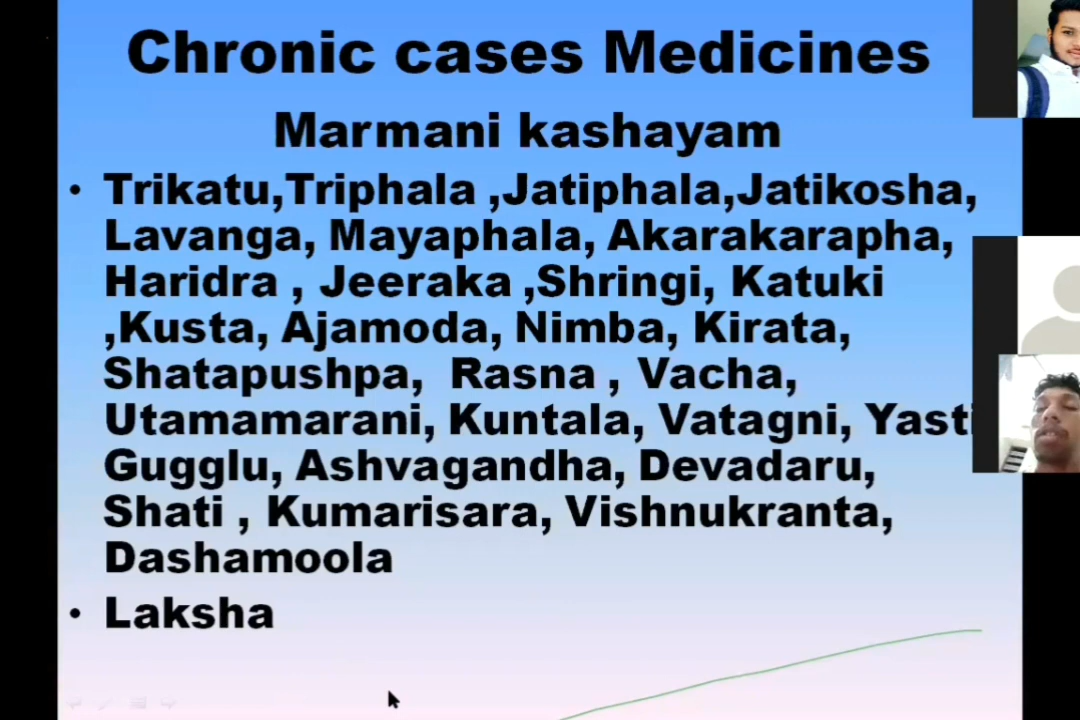 Chronic cases Medicines
Marmani kashayam
• Trikatu,Triphala ,Jatiphala,Jatikosha,
Lavanga, Mayaphala, Akarakarapha,
Haridra , Jeeraka ,Shringi, Katuki
,Kusta, Ajamoda, Nimba, Kirata,
Shatapushpa, Rasna , Vacha,
Utamamarani, Kuntala, Vatagni, Yasti
Gugglu, Ashvagandha, Devadaru,
Shati , Kumarisara, Vishnukranta,
Dashamoola
• Laksha